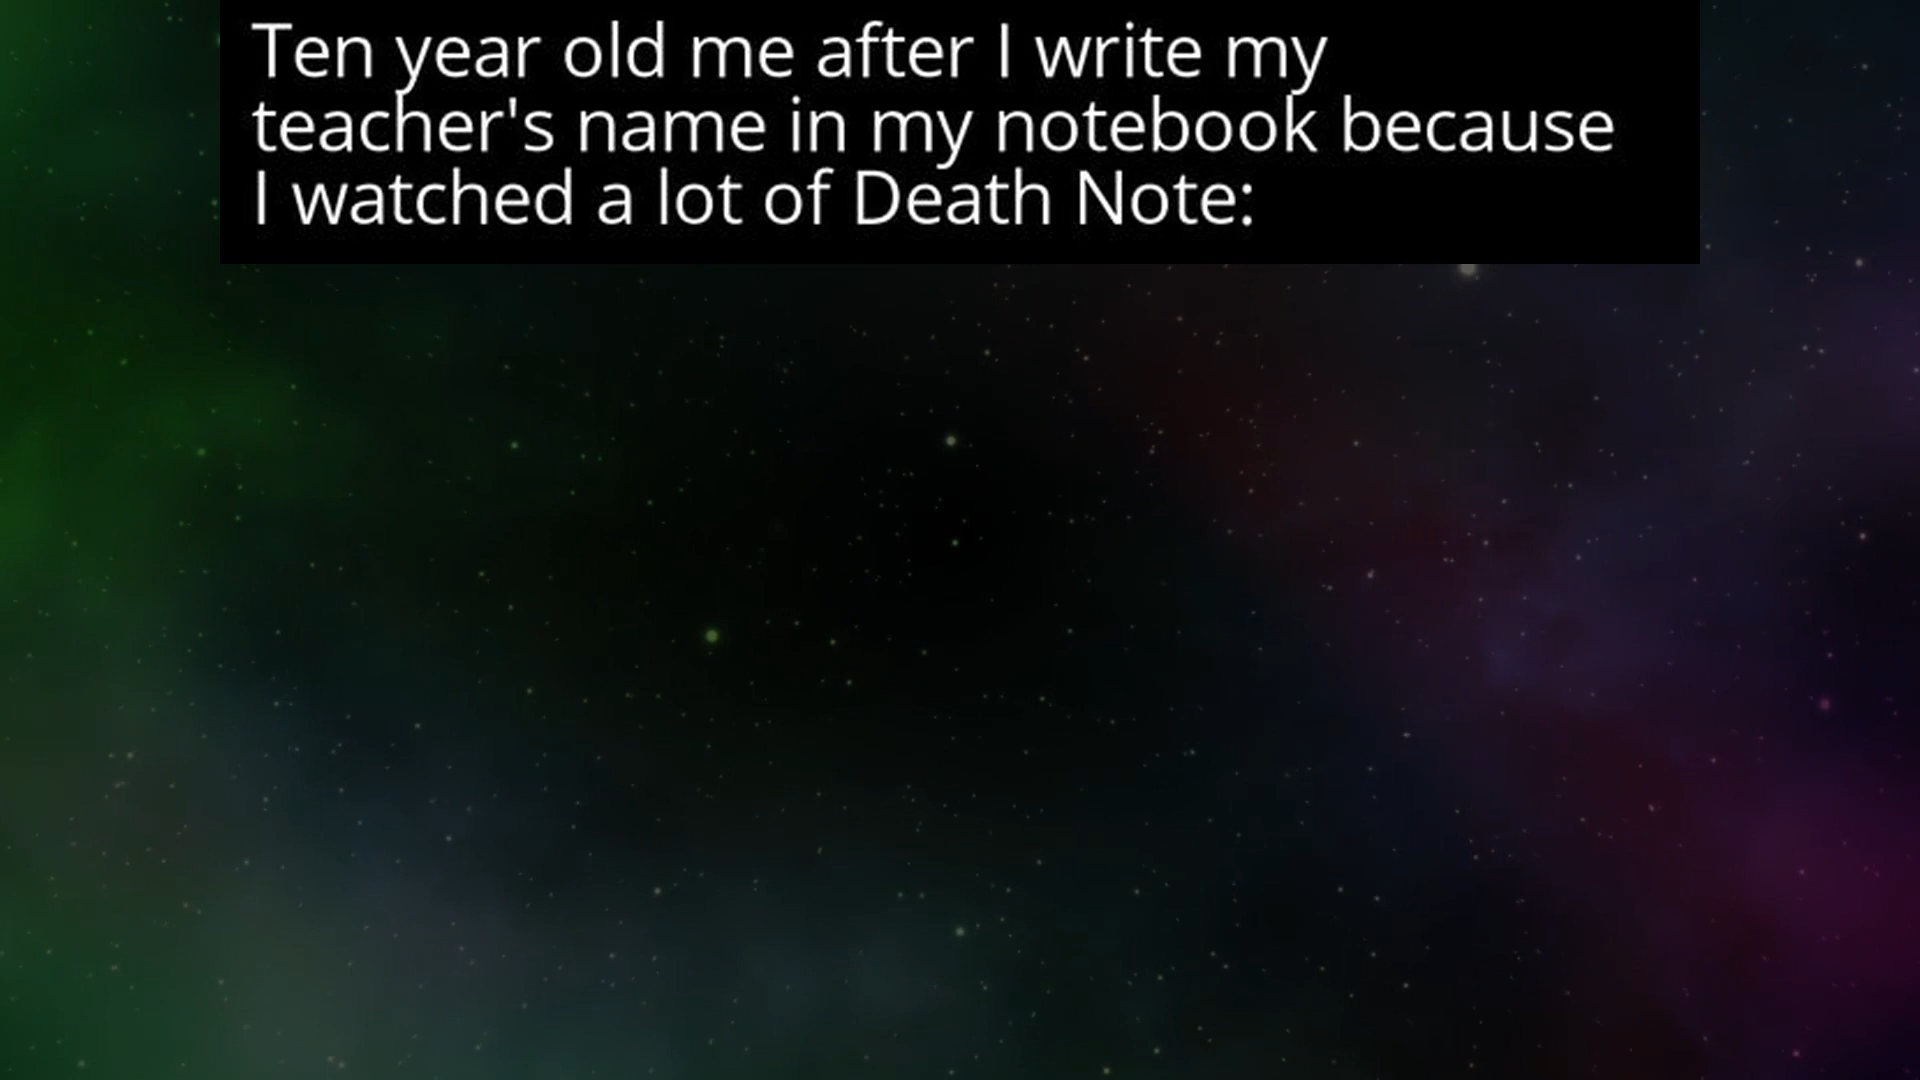 Ten year old me after I write my
teacher's name in my notebook because
I watched a lot of Death Note: